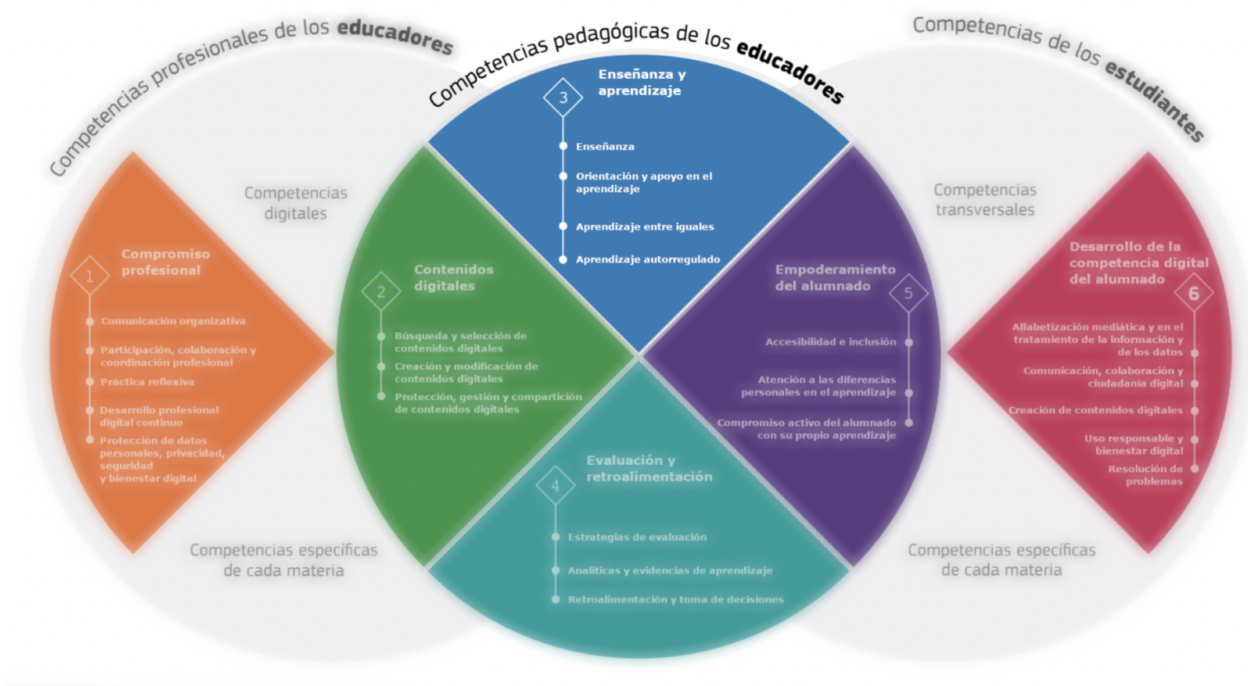 Competencias profesionales de los educadores
Competencias pedagógicas de los educadores
Competencias de los estudiantes
Competencias
digitales
Competencias
transversales
Competencias específicas
de cada materia
Competencias específicas
de cada materia
1
Compromiso
profesional
Comunicación organizativa
Participación, colaboración y
coordinación profesional
Práctica reflexiva
Desarrollo profesional
digital continuo
Protección de datos
personales, privacidad,
seguridad
y bienestar digital
2
Contenidos
digitales
Búsqueda y selección de
contenidos digitales
Creación y modificación de
contenidos digitales
Protección, gestión y compartición
de contenidos digitales
3
Enseñanza y
aprendizaje
Enseñanza
Orientación y apoyo en el
aprendizaje
Aprendizaje entre iguales
Aprendizaje autorregulado
4
Evaluación y
retroalimentación
Estrategias de evaluación
Analíticas y evidencias de aprendizaje
Retroalimentación y toma de decisiones
5
Empoderamiento
del alumnado
Accesibilidad e inclusión
Atención a las diferencias
personales en el aprendizaje
Compromiso activo del alumnado
con su propio aprendizaje
6
Desarrollo de la
competencia digital
del alumnado
Alfabetización mediática y en el
tratamiento de la información y
de los datos
Comunicación, colaboración y
ciudadanía digital
Creación de contenidos digitales
Uso responsable y
bienestar digital
Resolución de
problemas